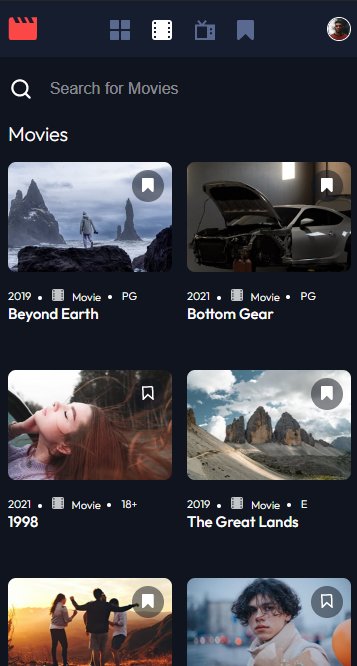 Search for Movies
Movies
2019 • Movie • PG
Beyond Earth
2021 • Movie • PG
Bottom Gear
2021 • Movie • 18+
1998
2019 • Movie • E
The Great Lands